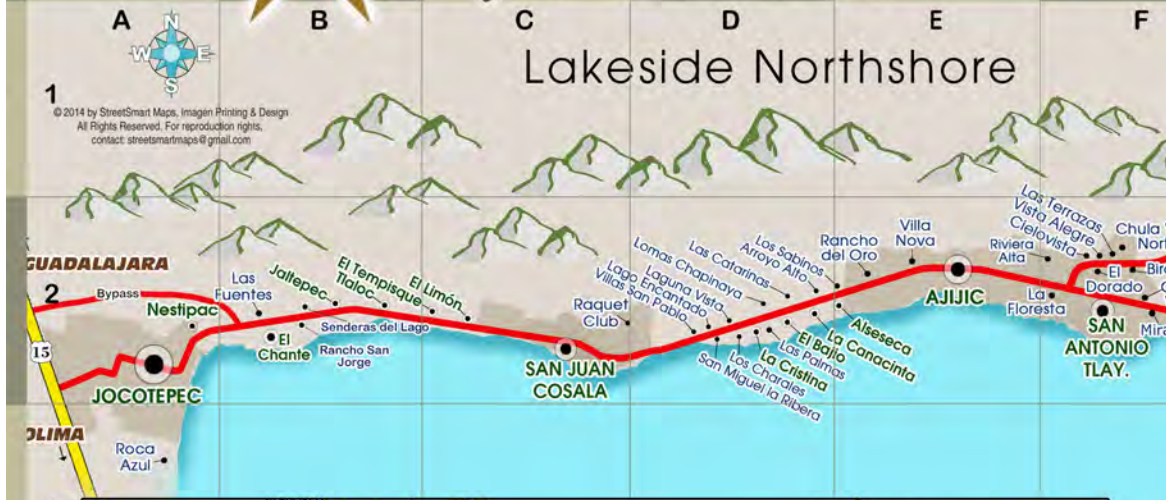 A
B
C
D
E
F
N
W
E
S
Lakeside Northshore
1
© 2014 by StreetSmart Maps, Imagen Printing & Design
All Rights Reserved. For reproduction rights,
contact: streetsmartmaps@gmail.com
GUADALAJARA
2
Bypass
Nestipac
15
JOCOTEPEC
OLIMA
Roca
Azul
Las
Fuentes
Jaltepec
Tlaloc
El Tempisque
El Limón
Senderas del Lago
El
Chante
Rancho San
Jorge
Raquet
Club
SAN JUAN
COSALA
Villas San Pablo
Lago Encantado
Laguna Vista
Lomas Chapinaya
Las Catarinas
Arroyo Alto
Los Sabinos
San Miguel la Ribera
Los Charales
La Cristina
Las Palmas
El Bajio
La Canacinta
Alseseca
Rancho
del Oro
Villa
Nova
AJIJIC
Riviera
Alta
Las Terrazas
Vista Alegre
Cielovista
Chula
El
Dorado
La
Floresta
SAN
ANTONIO
TLAY.